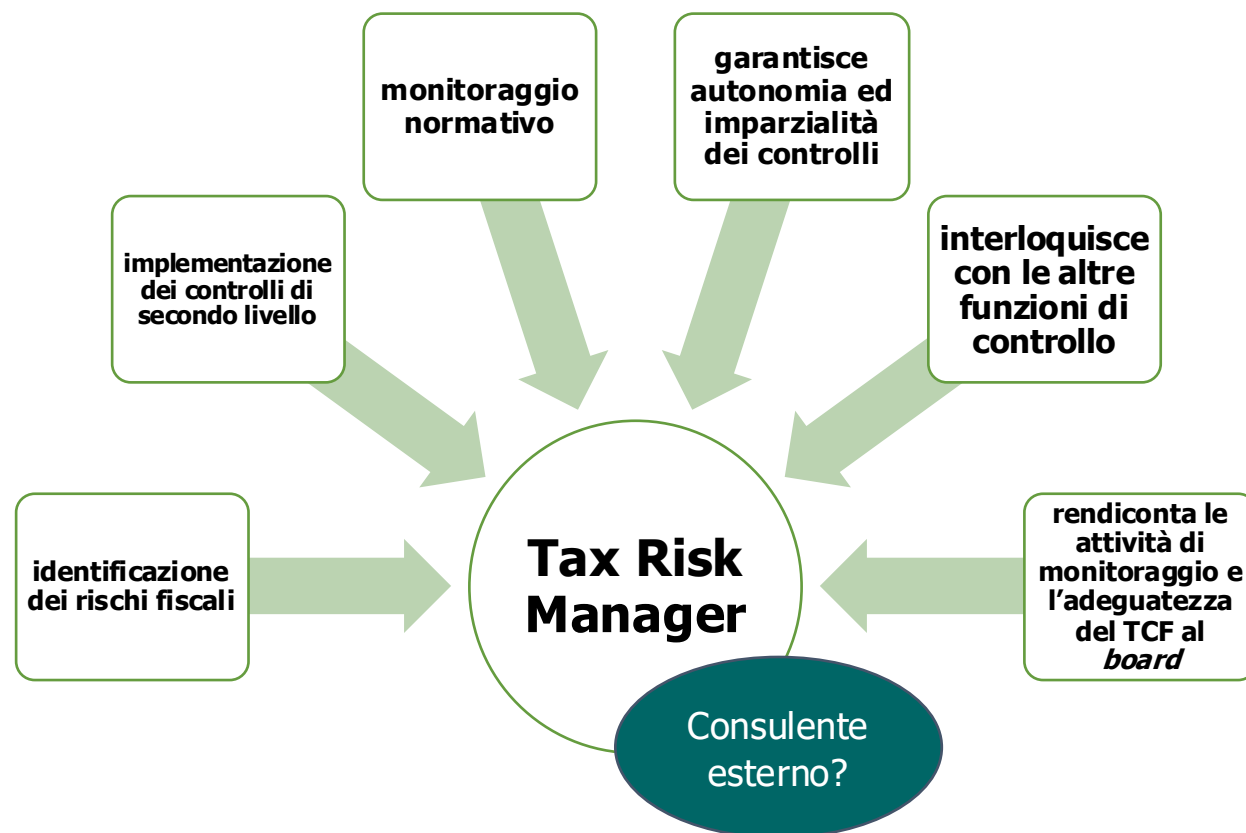 identificazione
dei rischi fiscali
implementazione
dei controlli di
secondo livello
monitoraggio
normativo
garantisce
autonomia ed
imparzialità
dei controlli
interloquisce
con le altre
funzioni di
controllo
rendiconta le
attività di
monitoraggio e
l'adeguatezza
del TCF al
board
Tax Risk
Manager
Consulente
esterno?